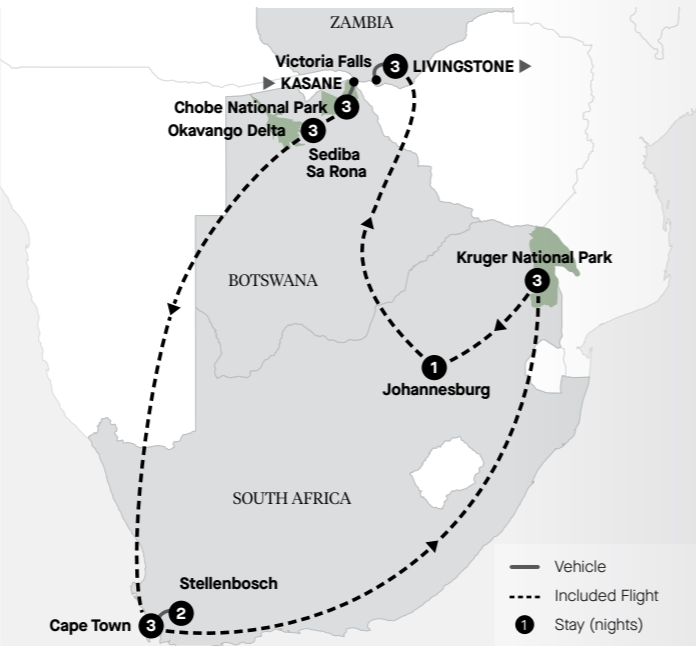 ZAMBIA
Victoria Falls
3
LIVINGSTONE
KASANE
Chobe National Park
3
Okavango Delta
3
Sediba
Sa Rona
Kruger National Park
3
BOTSWANA
1
Johannesburg
SOUTH AFRICA
Stellenbosch
2
Cape Town
3
Vehicle
Included Flight
1 Stay (nights)